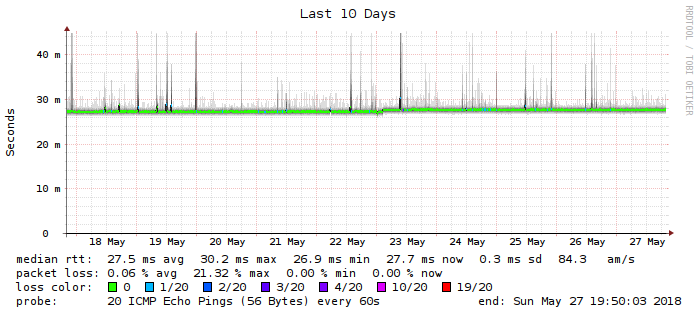 Last 10 Days
RRDTOOL / TOBI OETIKER
Seconds
40 m
30 m
20 m
10 m
0
18 May 19 May 20 May 21 May 22 May 23 May 24 May 25 May 26 May 27 May
median rtt: 27.5 ms avg 30.2 ms max 26.9 ms min 27.7 ms now 0.3 ms sd 84.3 am/s
packet loss: 0.06 % avg 21.32 % max 0.00 % min 0.00 % now
loss color: 0 1/20 2/20 3/20 4/20 10/20 19/20
probe: 20 ICMP Echo Pings (56 Bytes) every 60s end: Sun May 27 19:50:03 2018